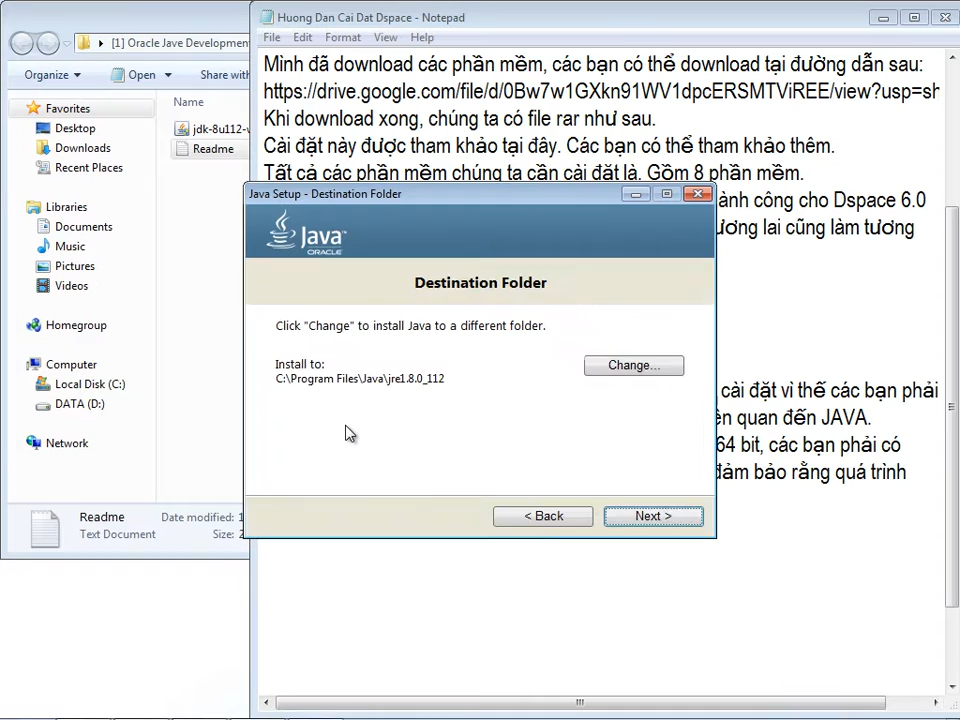 Huong Dan Cai Dat Dspace - Notepad
File Edit Format View Help
Mình đã download các phần mềm, các bạn có thể download tại đường dẫn sau:
https://drive.google.com/file/d/0Bw7w1GXkn91WV1dpcERSMTViREE/view?usp=sh
Khi download xong, chúng ta có file rar như sau.
Cài đặt này được tham khảo tại đây. Các bạn có thể tham khảo thêm.
Tất cả các phần mềm chúng ta cần cài đặt là. Gồm 8 phần mềm.
ành công cho Dspace 6.0
ương lai cũng làm tương
cài đặt vì thế các bạn phải
ên quan đến JAVA.
64 bit, các bạn phải có
đảm bảo rằng quá trình
[1] Oracle Jave Development
Organize Open Share with
Favorites
Desktop
Downloads
Recent Places
Libraries
Documents
Music
Pictures
Videos
Homegroup
Computer
Local Disk (C:)
DATA (D:)
Network
Name
jdk-8u112-
Readme
Readme Date modified: 1
Text Document Size: 2
Java Setup - Destination Folder
Java
ORACLE
Destination Folder
Click "Change" to install Java to a different folder.
Install to:
C:\Program Files\Java\jre1.8.0_112
Change...
< Back Next >